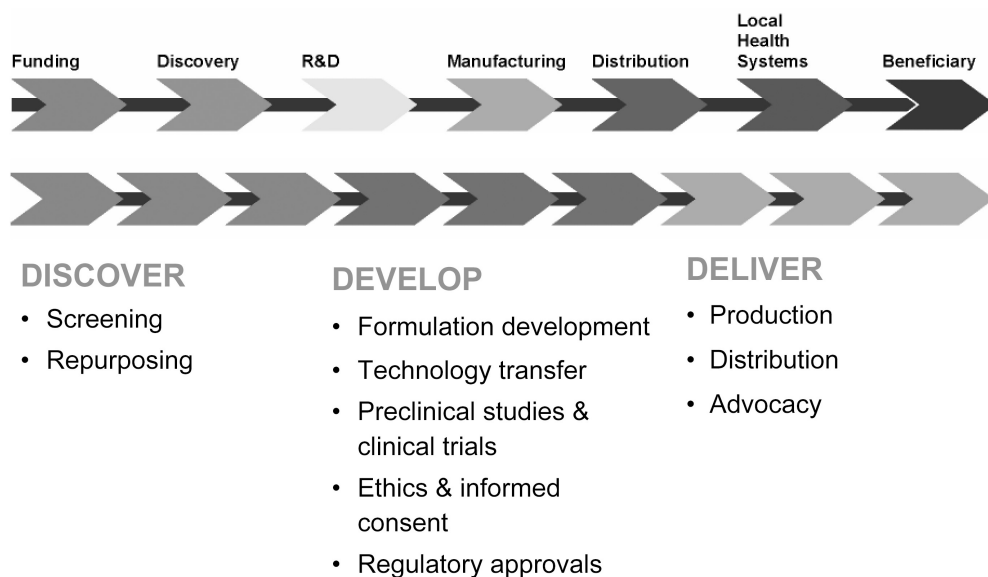 Funding
Discovery
R&D
Manufacturing
Distribution
Local
Health
Systems
Beneficiary
DISCOVER
• Screening
• Repurposing
DEVELOP
• Formulation development
• Technology transfer
• Preclinical studies &
clinical trials
• Ethics & informed
consent
• Regulatory approvals
DELIVER
• Production
• Distribution
• Advocacy